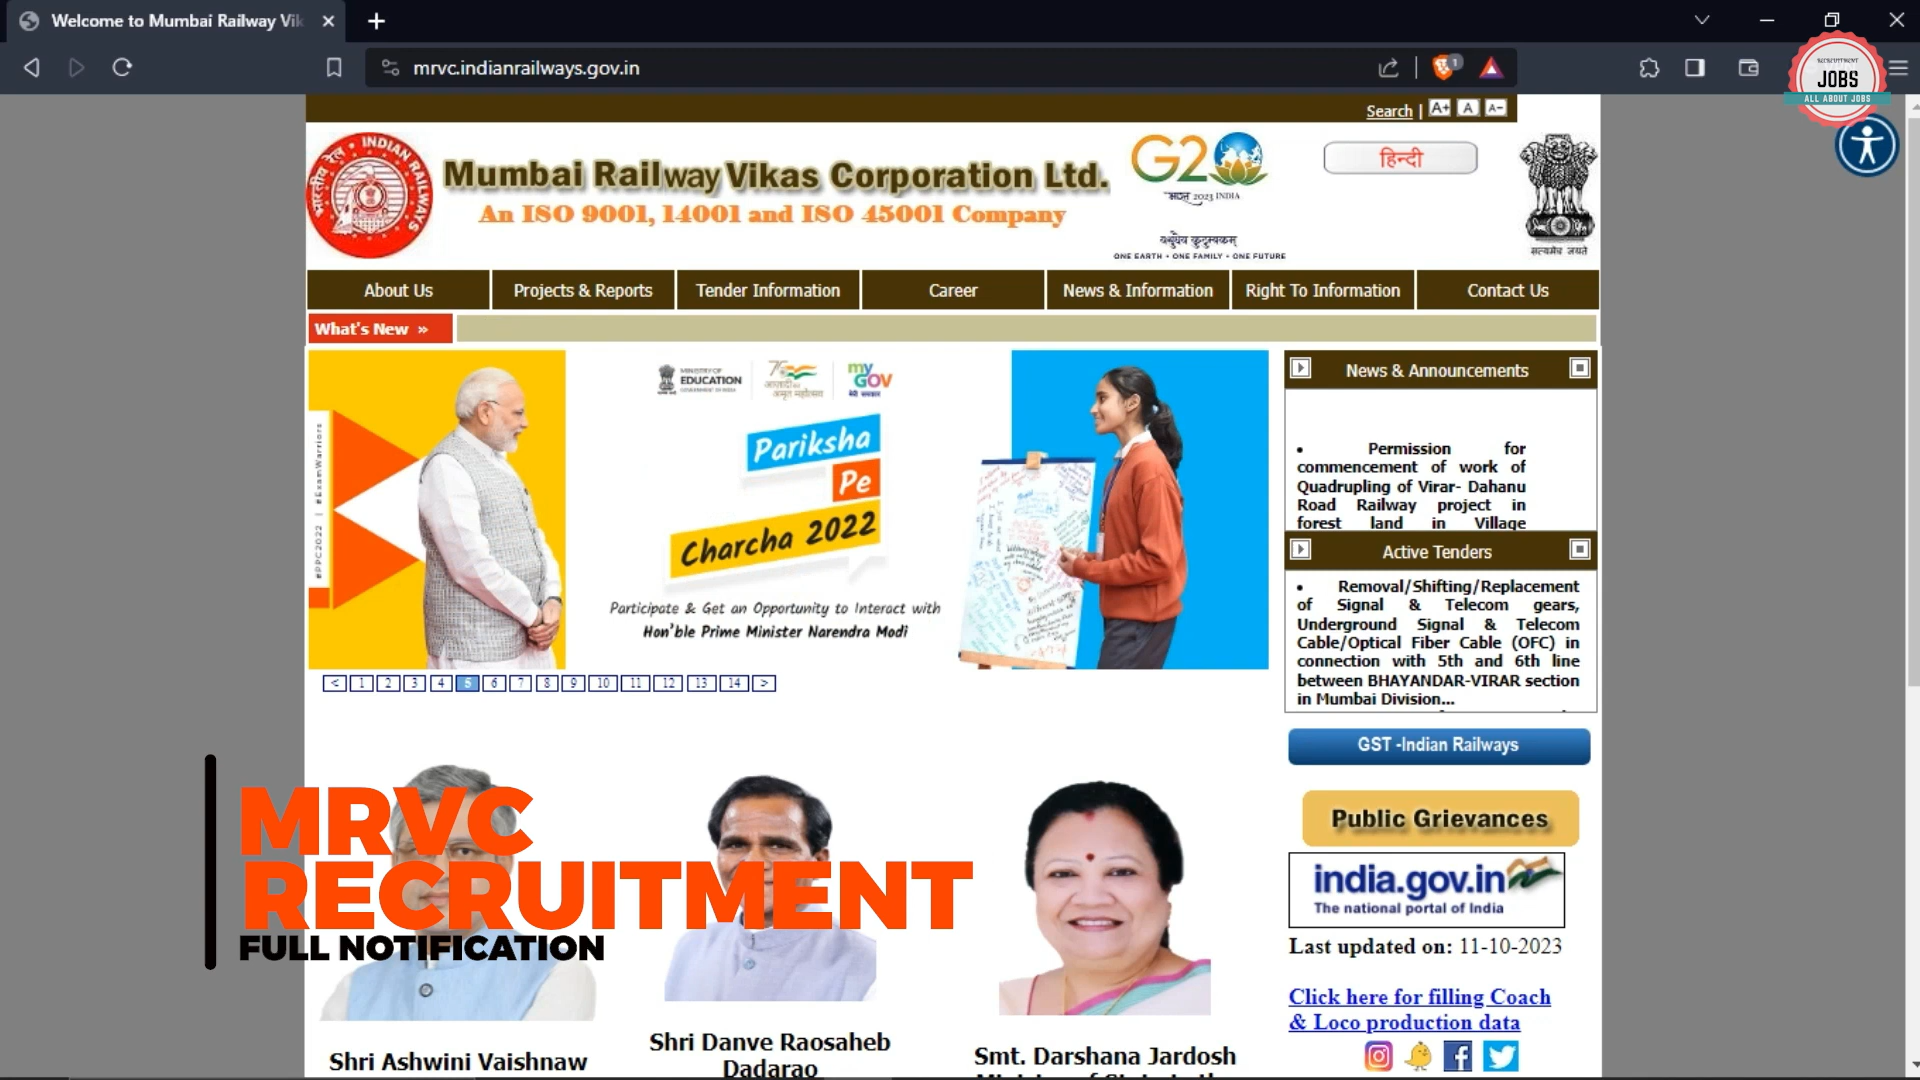 Welcome to Mumbai Railway Vik
mrvc.indianrailways.gov.in
1
RECRUITMENT
JOBS
ALL ABOUT JOBS
Search | A+ A A-
INDIAN RAILWAYS
भारतीय रेल
Mumbai Railway Vikas Corporation Ltd.
An ISO 9001, 14001 and ISO 45001 Company
G20
भारत 2023 INDIA
वसुधैव कुटुम्बकम्
ONE EARTH • ONE FAMILY • ONE FUTURE
हिन्दी
सत्यमेव जयते
About Us
Projects & Reports
Tender Information
Career
News & Information
Right To Information
Contact Us
What's New »
#PPC2022 | #ExamWarriors
MINISTRY OF
EDUCATION
GOVERNMENT OF INDIA
75
आज़ादी का
अमृत महोत्सव
my
GOV
मेरी सरकार
Pariksha
Pe
Charcha 2022
Participate & Get an Opportunity to Interact with
Hon'ble Prime Minister Narendra Modi
< 1 2 3 4 5 6 7 8 9 10 11 12 13 14 >
News & Announcements
• Permission for
commencement of work of
Quadrupling of Virar- Dahanu
Road Railway project in
forest land in Village
Active Tenders
• Removal/Shifting/Replacement
of Signal & Telecom gears,
Underground Signal & Telecom
Cable/Optical Fiber Cable (OFC) in
connection with 5th and 6th line
between BHAYANDAR-VIRAR section
in Mumbai Division...
GST -Indian Railways
Public Grievances
india.gov.in
The national portal of India
Last updated on: 11-10-2023
Click here for filling Coach
& Loco production data
MRVC
RECRUITMENT
FULL NOTIFICATION
Shri Ashwini Vaishnaw
Shri Danve Raosaheb
Dadarao
Smt. Darshana Jardosh